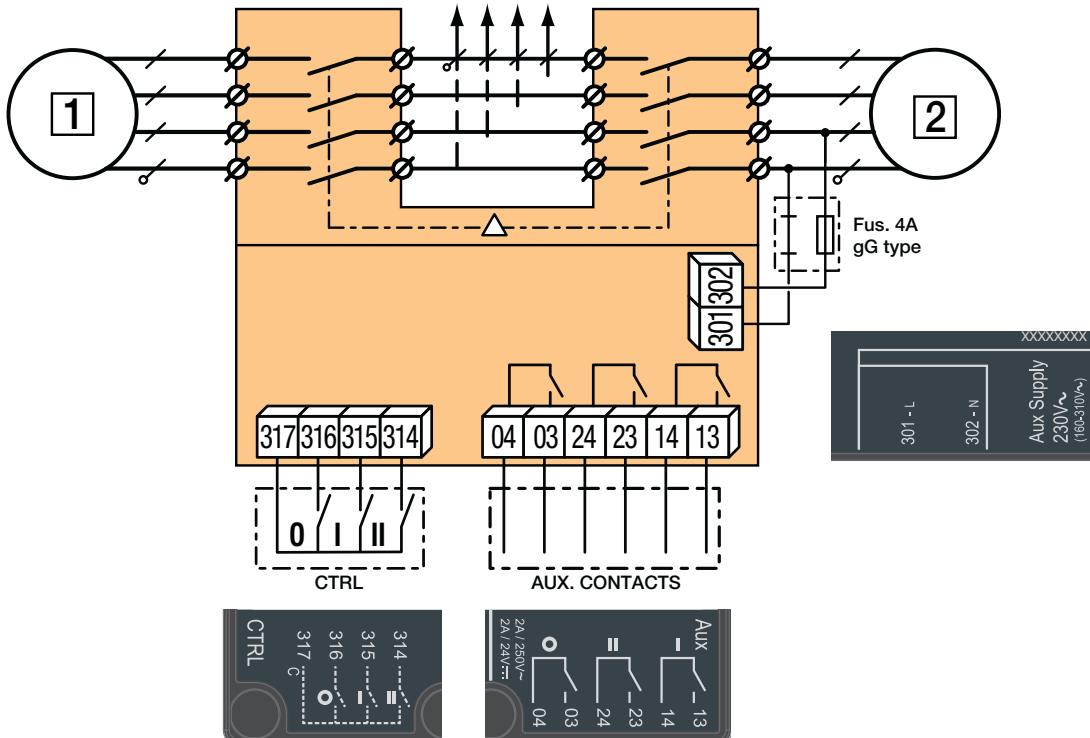 1
2
Fus. 4A
gG type
302
301
XXXXXXXX
301 - L
302 - N
Aux Supply
230V~
(160-310V~)
317 316 315 314
04 03 24 23 14 13
0 I II
CTRL
AUX. CONTACTS
CTRL
317
316
315
314
C
O
I
II
2A / 250V~
2A / 24V⎓
O
II
I
Aux
04
03
24
23
14
13